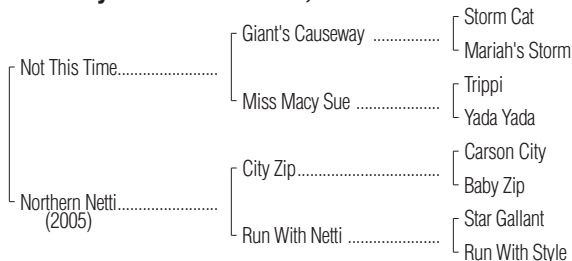 Storm Cat
Giant's Causeway ..................
Mariah's Storm
Not This Time.......................
Trippi
Miss Macy Sue ....................
Yada Yada
Carson City
City Zip................................
Baby Zip
Northern Netti.......................
(2005)
Star Gallant
Run With Netti ......................
Run With Style